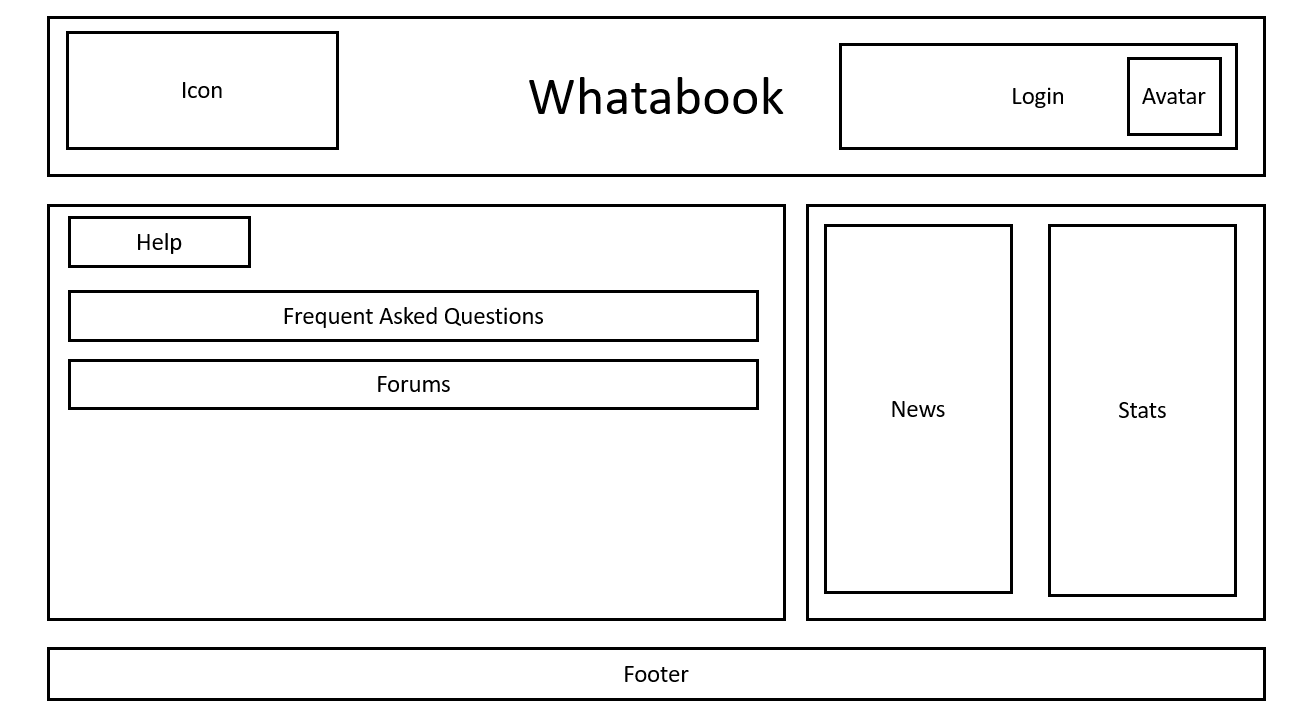 Icon
Whatabook
Login
Avatar
Help
Frequent Asked Questions
Forums
News
Stats
Footer